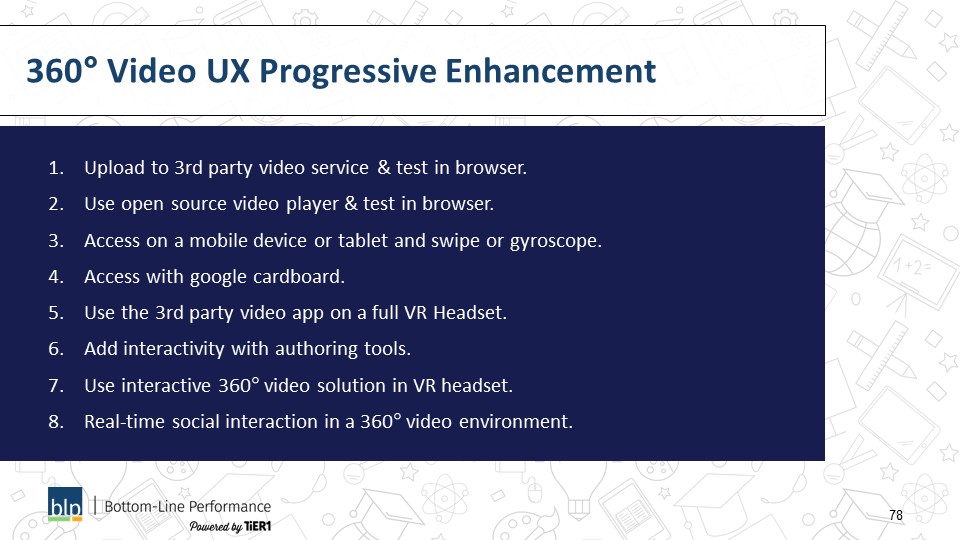 360° Video UX Progressive Enhancement
1. Upload to 3rd party video service & test in browser.
2. Use open source video player & test in browser.
3. Access on a mobile device or tablet and swipe or gyroscope.
4. Access with google cardboard.
5. Use the 3rd party video app on a full VR Headset.
6. Add interactivity with authoring tools.
7. Use interactive 360° video solution in VR headset.
8. Real-time social interaction in a 360° video environment.
1+2=
blp | Bottom-Line Performance
Powered by TiER1
78